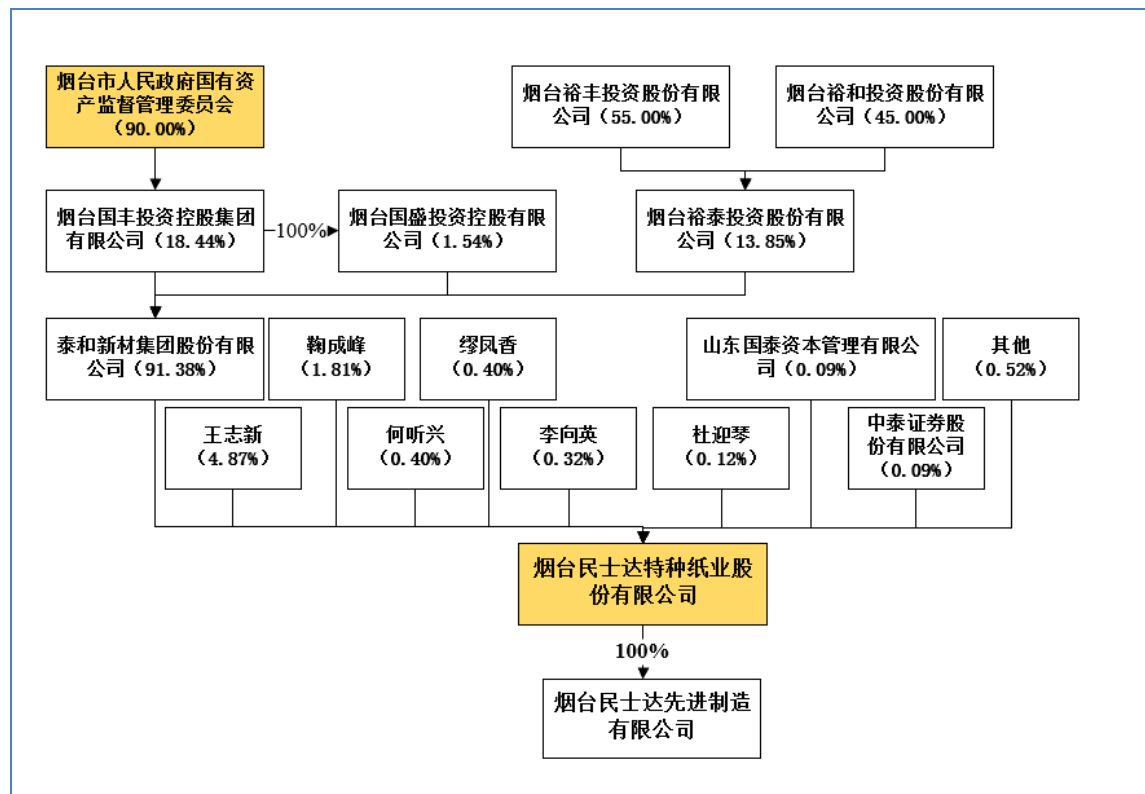 烟台市人民政府国有资
产监督管理委员会
（90.00%）
烟台裕丰投资股份有限
公司（55.00%）
烟台裕和投资股份有限
公司（45.00%）
烟台国丰投资控股集团
有限公司（18.44%）
100%
烟台国盛投资控股有限
公司（1.54%）
烟台裕泰投资股份有限
公司（13.85%）
泰和新材集团股份有限
公司（91.38%）
鞠成峰
（1.81%）
缪凤香
（0.40%）
山东国泰资本管理有限公
司（0.09%）
其他
（0.52%）
王志新
（4.87%）
何听兴
（0.40%）
李向英
（0.32%）
杜迎琴
（0.12%）
中泰证券股
份有限公司
（0.09%）
烟台民士达特种纸业股
份有限公司
100%
烟台民士达先进制造
有限公司